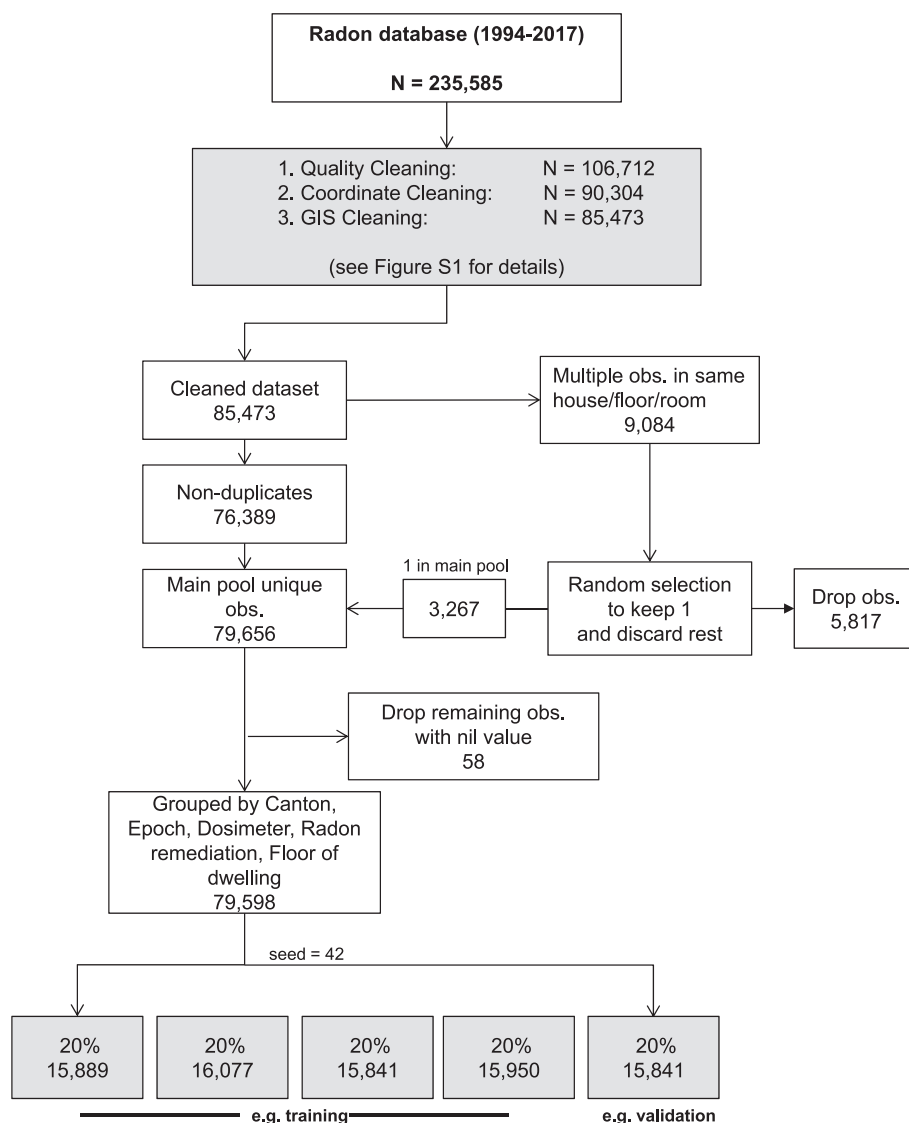 Radon database (1994-2017)
N = 235,585
1. Quality Cleaning: N = 106,712
2. Coordinate Cleaning: N = 90,304
3. GIS Cleaning: N = 85,473
(see Figure S1 for details)
Cleaned dataset
85,473
Multiple obs. in same
house/floor/room
9,084
Non-duplicates
76,389
Main pool unique
obs.
79,656
1 in main pool
3,267
Random selection
to keep 1
and discard rest
Drop obs.
5,817
Drop remaining obs.
with nil value
58
Grouped by Canton,
Epoch, Dosimeter, Radon
remediation, Floor of
dwelling
79,598
seed = 42
20%
15,889
20%
16,077
20%
15,841
20%
15,950
20%
15,841
e.g. training
e.g. validation